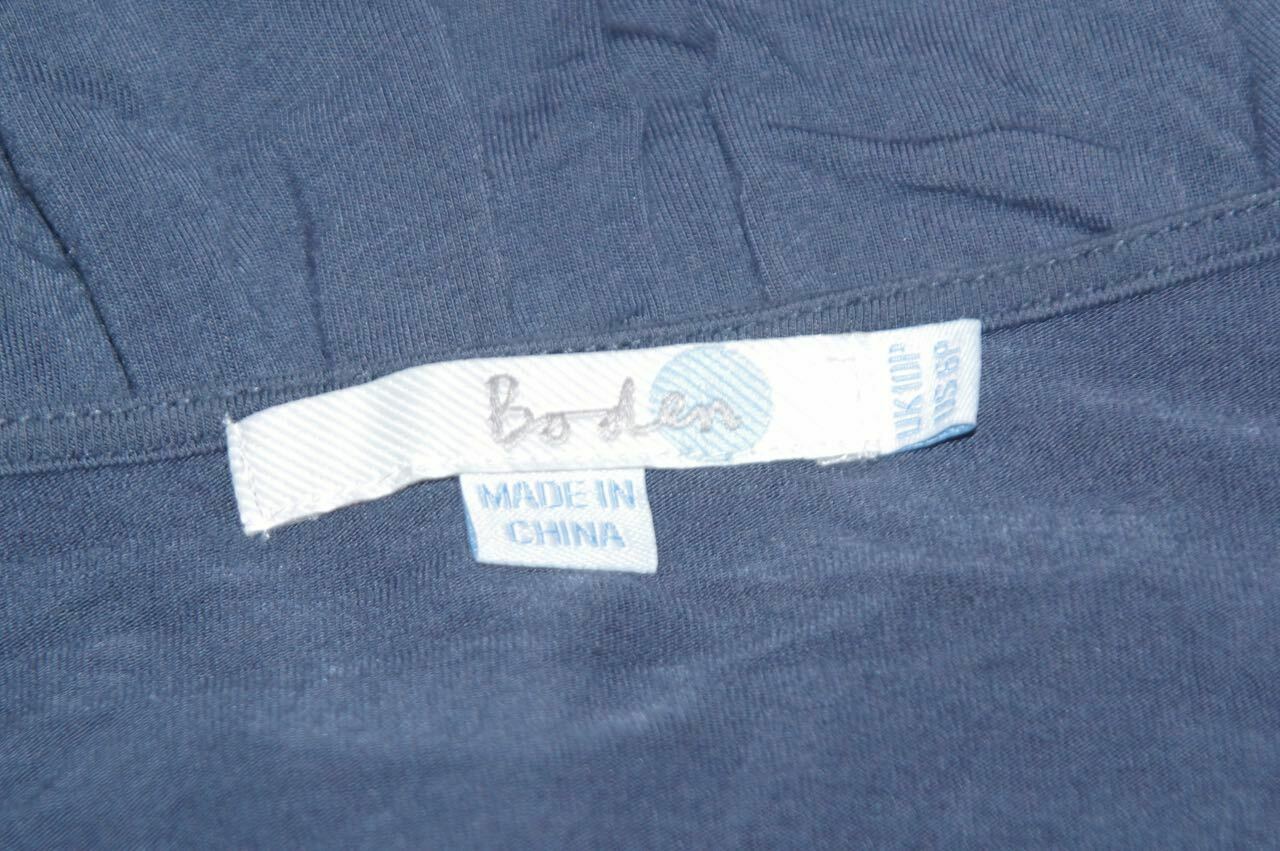 Boden
UK10P
US6P
MADE IN
CHINA